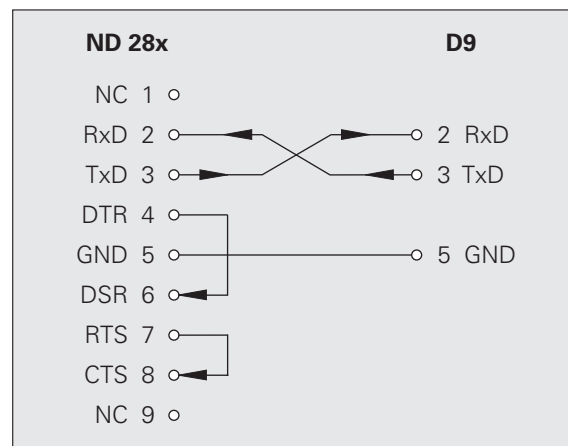 ND 28x D9
NC 1
RxD 2 2 RxD
TxD 3 3 TxD
DTR 4
GND 5 5 GND
DSR 6
RTS 7
CTS 8
NC 9